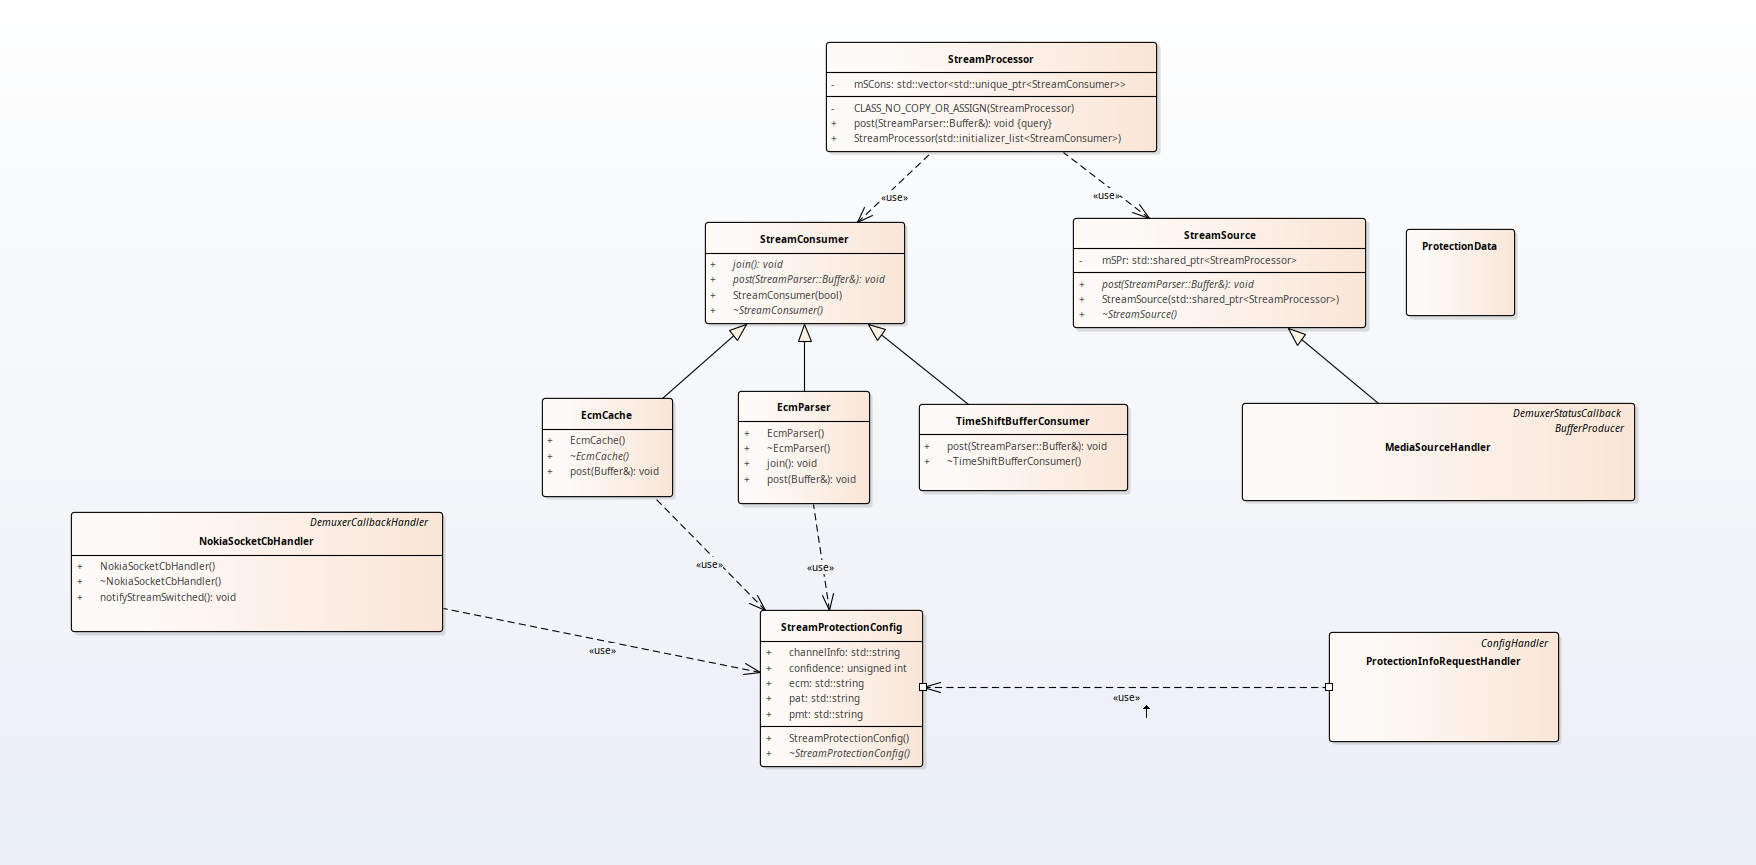 StreamProcessor
- mSCons: std::vector<std::unique_ptr<StreamConsumer>>
- CLASS_NO_COPY_OR_ASSIGN(StreamProcessor)
+ post(StreamParser::Buffer&): void {query}
+ StreamProcessor(std::initializer_list<StreamConsumer>)
«use»
«use»
StreamConsumer
+ join(): void
+ post(StreamParser::Buffer&): void
+ StreamConsumer(bool)
+ ~StreamConsumer()
StreamSource
- mSPr: std::shared_ptr<StreamProcessor>
+ post(StreamParser::Buffer&): void
+ StreamSource(std::shared_ptr<StreamProcessor>)
+ ~StreamSource()
ProtectionData
EcmCache
+ EcmCache()
+ ~EcmCache()
+ post(Buffer&): void
EcmParser
+ EcmParser()
+ ~EcmParser()
+ join(): void
+ post(Buffer&): void
TimeShiftBufferConsumer
+ post(StreamParser::Buffer&): void
+ ~TimeShiftBufferConsumer()
DemuxerStatusCallback
BufferProducer
MediaSourceHandler
DemuxerCallbackHandler
NokiaSocketCbHandler
+ NokiaSocketCbHandler()
+ ~NokiaSocketCbHandler()
+ notifyStreamSwitched(): void
«use»
«use»
«use»
StreamProtectionConfig
+ channelInfo: std::string
+ confidence: unsigned int
+ ecm: std::string
+ pat: std::string
+ pmt: std::string
+ StreamProtectionConfig()
+ ~StreamProtectionConfig()
«use»
ConfigHandler
ProtectionInfoRequestHandler